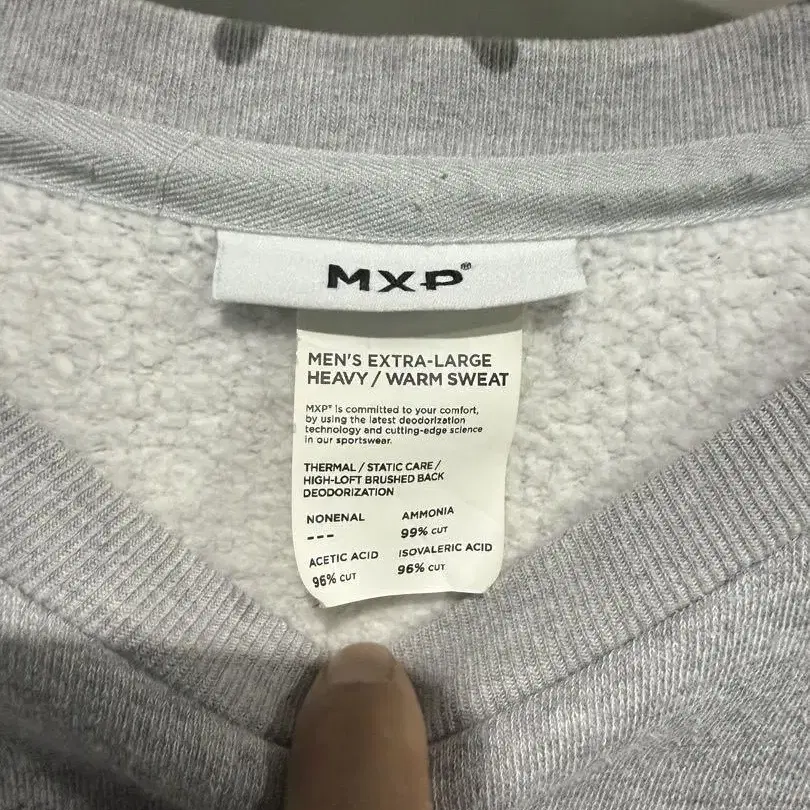 MXP®
MEN'S EXTRA-LARGE
HEAVY / WARM SWEAT
MXP® is committed to your comfort,
by using the latest deodorization
technology and cutting-edge science
in our sportswear.
THERMAL / STATIC CARE /
HIGH-LOFT BRUSHED BACK
DEODORIZATION
NONENAL
---
AMMONIA
99% CUT
ACETIC ACID
96% CUT
ISOVALERIC ACID
96% CUT